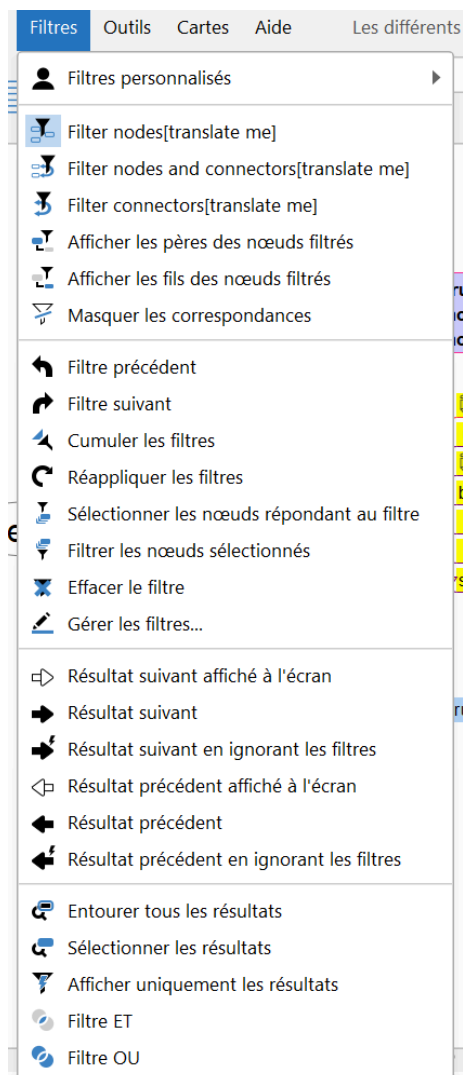 Filtres Outils Cartes Aide Les différents
Filtres personnalisés
Filter nodes[translate me]
Filter nodes and connectors[translate me]
Filter connectors[translate me]
Afficher les pères des nœuds filtrés
Afficher les fils des nœuds filtrés
Masquer les correspondances
Filtre précédent
Filtre suivant
Cumuler les filtres
Réappliquer les filtres
Sélectionner les nœuds répondant au filtre
Filtrer les nœuds sélectionnés
Effacer le filtre
Gérer les filtres...
Résultat suivant affiché à l'écran
Résultat suivant
Résultat suivant en ignorant les filtres
Résultat précédent affiché à l'écran
Résultat précédent
Résultat précédent en ignorant les filtres
Entourer tous les résultats
Sélectionner les résultats
Afficher uniquement les résultats
Filtre ET
Filtre OU